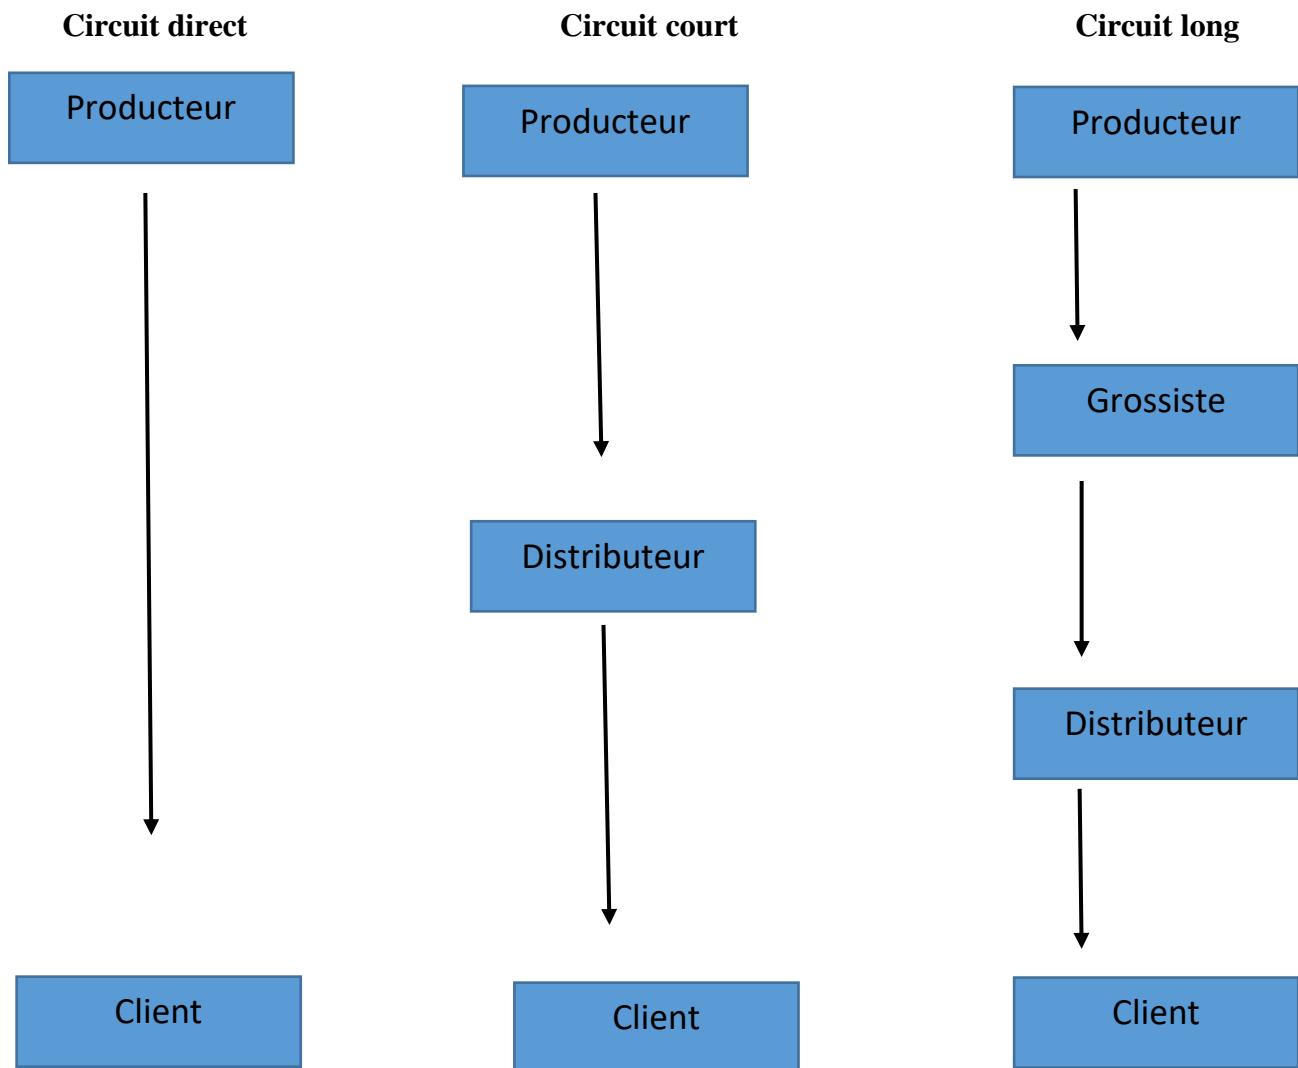 Circuit direct
Circuit court
Circuit long
Producteur
Producteur
Producteur
Grossiste
Distributeur
Distributeur
Client
Client
Client